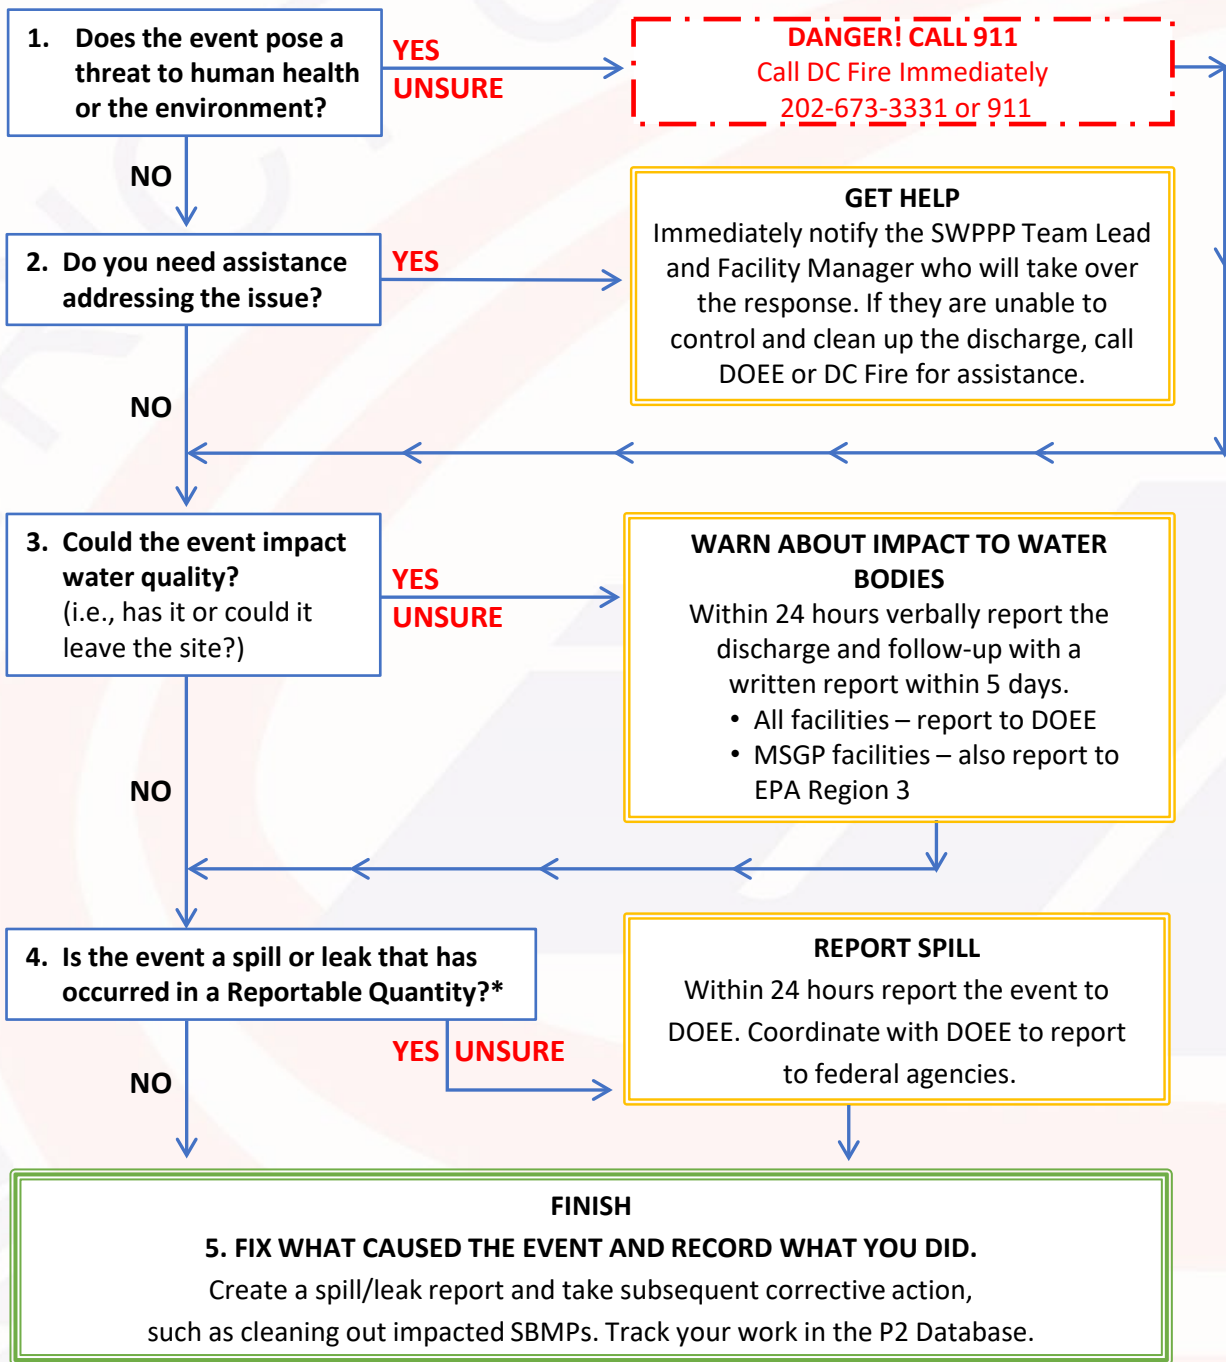 1. Does the event pose a
threat to human health
or the environment?
YES
UNSURE
DANGER! CALL 911
Call DC Fire Immediately
202-673-3331 or 911
NO
2. Do you need assistance
addressing the issue?
YES
GET HELP
Immediately notify the SWPPP Team Lead
and Facility Manager who will take over
the response. If they are unable to
control and clean up the discharge, call
DOEE or DC Fire for assistance.
NO
3. Could the event impact
water quality?
(i.e., has it or could it
leave the site?)
YES
UNSURE
WARN ABOUT IMPACT TO WATER
BODIES
Within 24 hours verbally report the
discharge and follow-up with a
written report within 5 days.
• All facilities – report to DOEE
• MSGP facilities – also report to
EPA Region 3
NO
4. Is the event a spill or leak that has
occurred in a Reportable Quantity?*
YES UNSURE
REPORT SPILL
Within 24 hours report the event to
DOEE. Coordinate with DOEE to report
to federal agencies.
NO
FINISH
5. FIX WHAT CAUSED THE EVENT AND RECORD WHAT YOU DID.
Create a spill/leak report and take subsequent corrective action,
such as cleaning out impacted SBMPs. Track your work in the P2 Database.